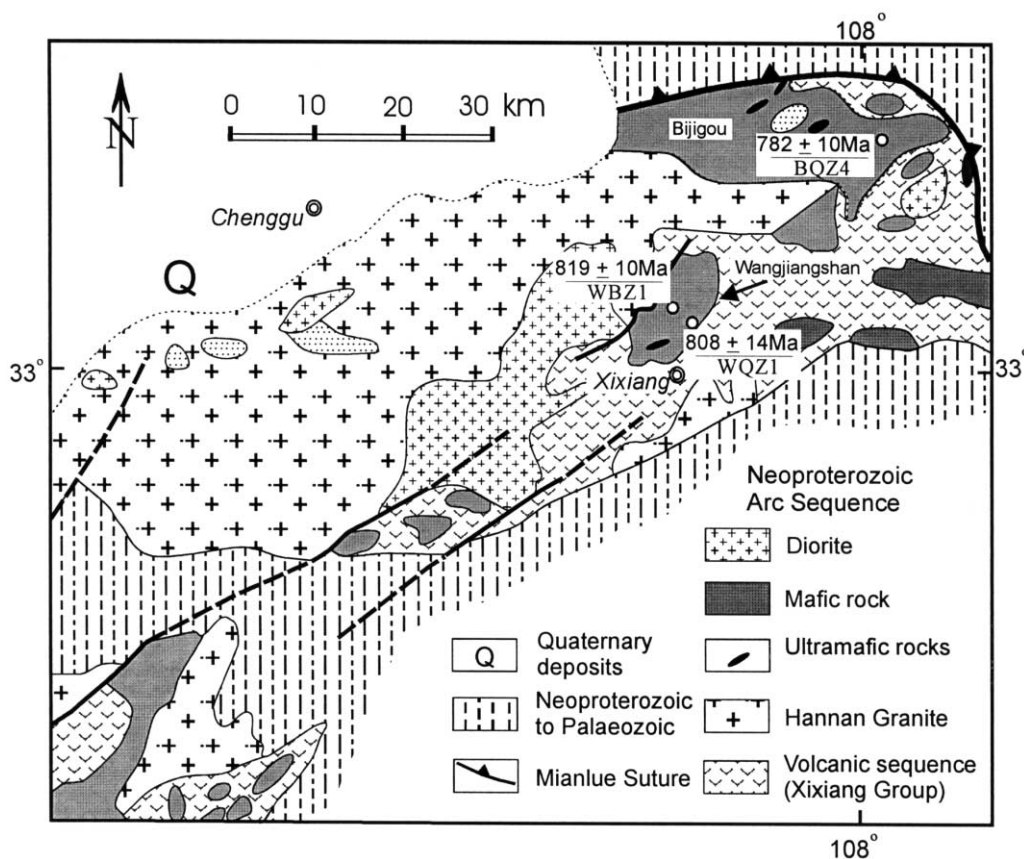 108°
N
0 10 20 30 km
Bijigou
782 ± 10Ma
BQZ4
Chenggu
Q
819 ± 10Ma
WBZ1
Wangjiangshan
808 ± 14Ma
WQZ1
33°
Xixiang
33°
Neoproterozoic
Arc Sequence
Diorite
Mafic rock
Q
Quaternary
deposits
Ultramafic rocks
Neoproterozoic
to Palaeozoic
Hannan Granite
Mianlue Suture
Volcanic sequence
(Xixiang Group)
108°